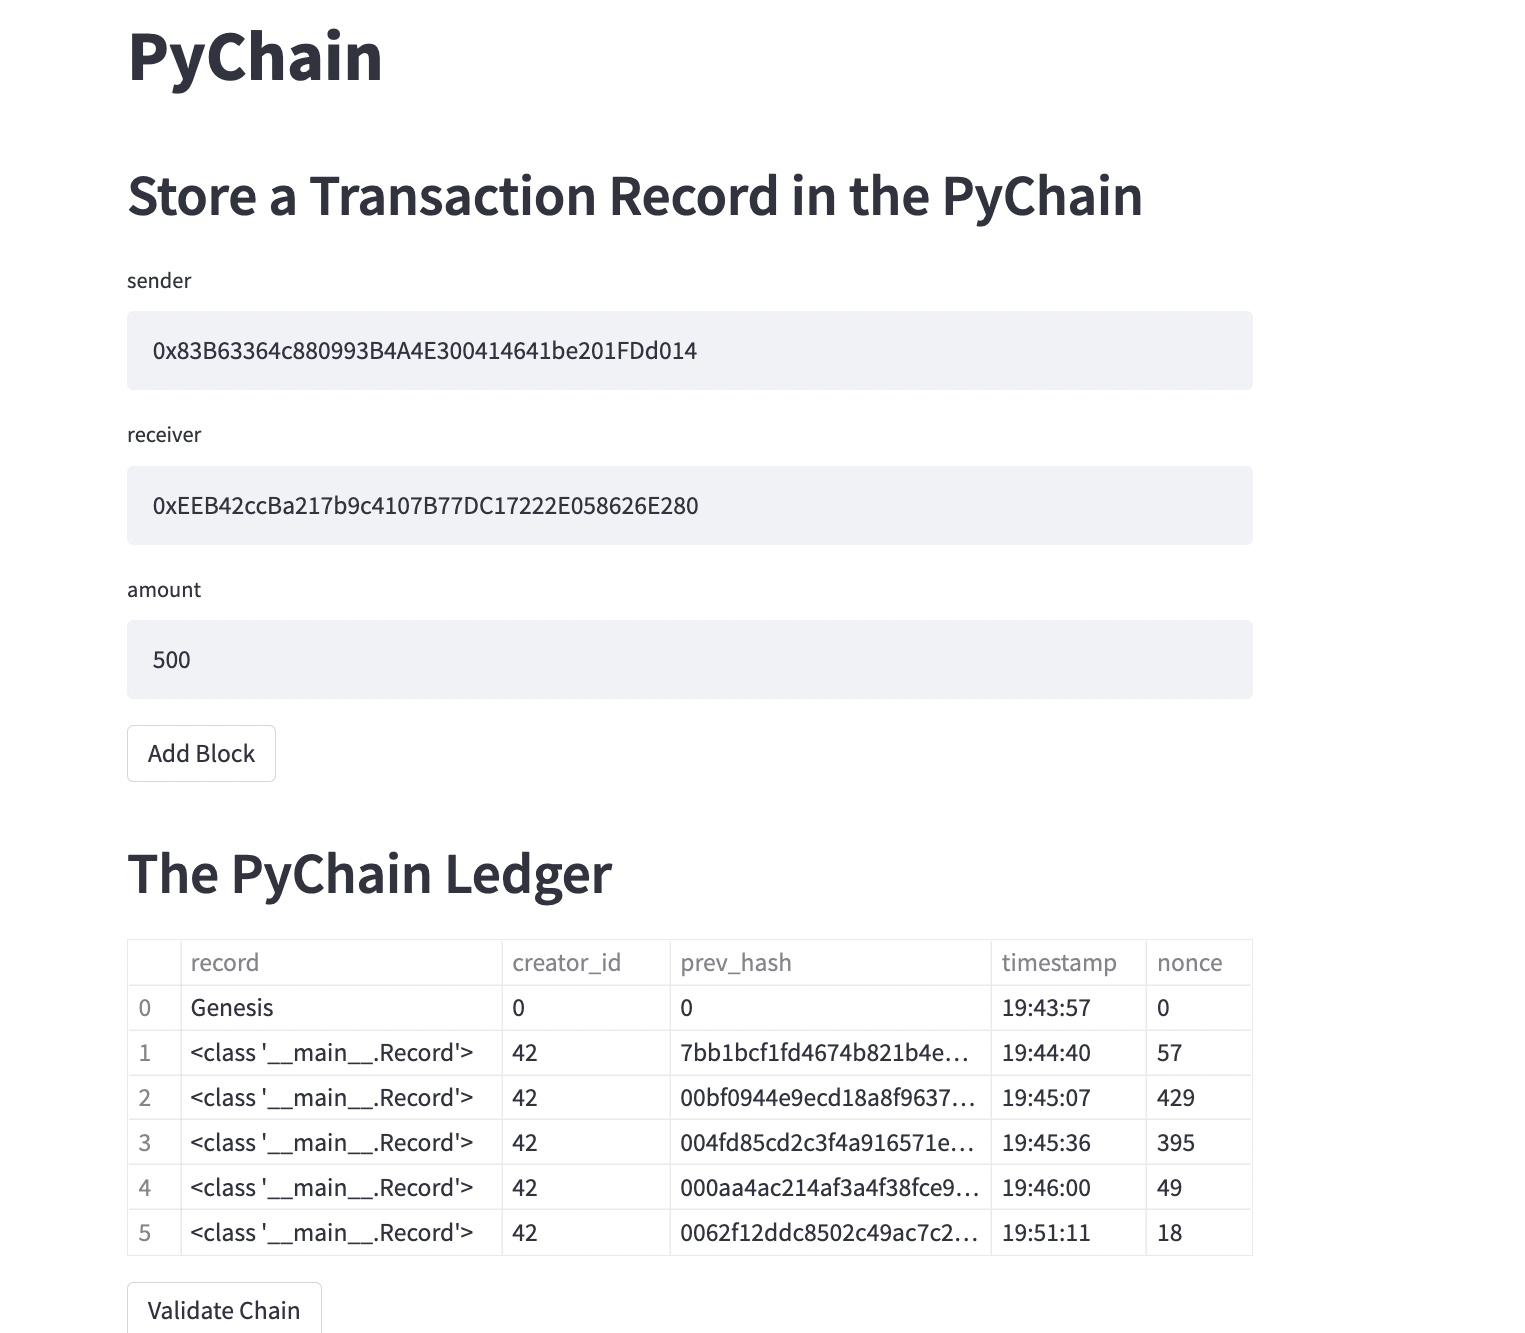 PyChain
Store a Transaction Record in the PyChain
sender
0x83B63364c880993B4A4E300414641be201FDd014
receiver
0xEEB42ccBa217b9c4107B77DC17222E058626E280
amount
500
Add Block
The PyChain Ledger
record creator_id prev_hash timestamp nonce
0 Genesis 0 0 19:43:57 0
1 <class '__main__.Record'> 42 7bb1bcf1fd4674b821b4e... 19:44:40 57
2 <class '__main__.Record'> 42 00bf0944e9ecd18a8f9637... 19:45:07 429
3 <class '__main__.Record'> 42 004fd85cd2c3f4a916571e... 19:45:36 395
4 <class '__main__.Record'> 42 000aa4ac214af3a4f38fce9... 19:46:00 49
5 <class '__main__.Record'> 42 0062f12ddc8502c49ac7c2... 19:51:11 18
Validate Chain